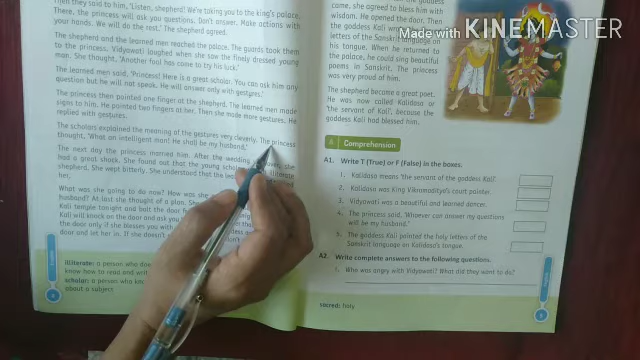 Then they said to him, 'Listen, shepherd! We're taking you to the king's palace.
There, the princess will ask you questions. Don't answer. Make actions with
your hands. We will do the rest.' The shepherd agreed.
The shepherd and the learned men reached the palace. The guards took them
to the princess. Vidyawati laughed when she saw the finely dressed young
man. She thought, 'Another fool has come to try his luck.'
The learned men said, 'Princess! Here is a great scholar. You can ask him any
question but he will not speak. He will answer only with gestures.'
The princess then pointed one finger at the shepherd. The learned men made
signs to him. He pointed two fingers at her. Then she made more gestures. He
replied with gestures.
The scholars explained the meaning of the gestures very cleverly. The princess
thought, 'What an intelligent man! He shall be my husband.'
The next day the princess married him. After the wedding was over, she
had a great shock. She found out that the young scholar illiterate
shepherd. She wept bitterly. She understood that the
her.
What was she going to do now? How was she
husband? At last she thought of a plan. She
Kali temple tonight and bolt the door
Kali will knock on the door and ask you
the door only if she blesses you with
door and let her in. If she doesn't
illiterate: a person who
know how to read and write
scholar: a person who
about a subject
8
came, she agreed to bless him with
wisdom. He opened the door. Then
the goddess Kali
letters of the Sanskrit language on
his tongue. When he returned to
the palace, he could sing beautiful
poems in Sanskrit. The princess
was very proud of him.
The shepherd became a great poet.
He was now called Kalidasa or
'the servant of Kali', because the
goddess Kali had blessed him.
Made with KINEMASTER
A Comprehension
A1. Write T (True) or F (False) in the boxes.
1. Kalidasa means 'the servant of the goddess Kali'.
2. Kalidasa was King Vikramaditya's court painter.
3. Vidyawati was a beautiful and learned dancer.
4. The princess said, 'Whoever can answer my questions
will be my husband.'
5. The goddess Kali painted the holy letters of the
Sanskrit language on Kalidasa's tongue.
A2. Write complete answers to the following questions.
1. Who was angry with Vidyawati? What did they want to do?
sacred: holy
9